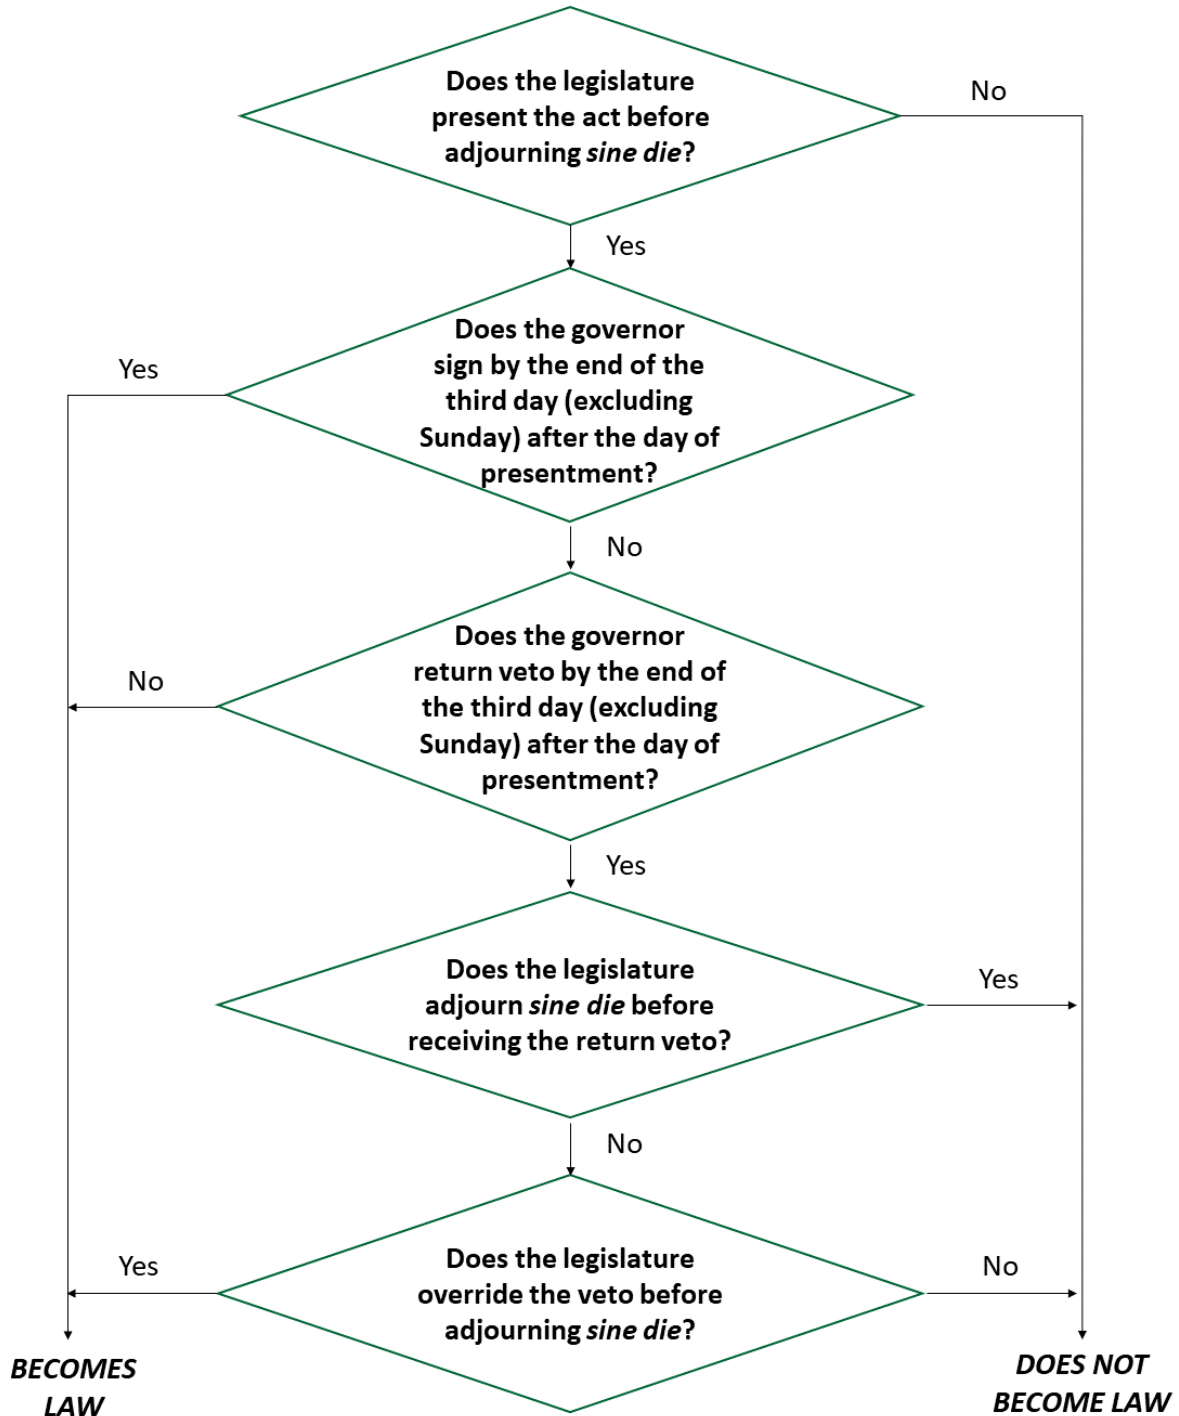 Does the legislature
present the act before
adjourning sine die?
No
Yes
Does the governor
sign by the end of the
third day (excluding
Sunday) after the day of
presentment?
Yes
No
Does the governor
return veto by the end of
the third day (excluding
Sunday) after the day of
presentment?
No
Yes
Does the legislature
adjourn sine die before
receiving the return veto?
Yes
No
Does the legislature
override the veto before
adjourning sine die?
Yes
No
BECOMES
LAW
DOES NOT
BECOME LAW